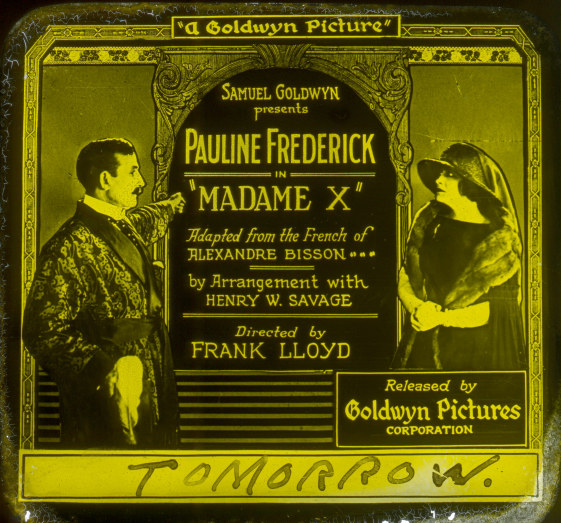 "a Goldwyn Picture"
SAMUEL GOLDWYN
presents
PAULINE FREDERICK
IN
"MADAME X"
Adapted from the French of
ALEXANDRE BISSON
by Arrangement with
HENRY W. SAVAGE
Directed by
FRANK LLOYD
Released by
Goldwyn Pictures
CORPORATION
TOMORROW.